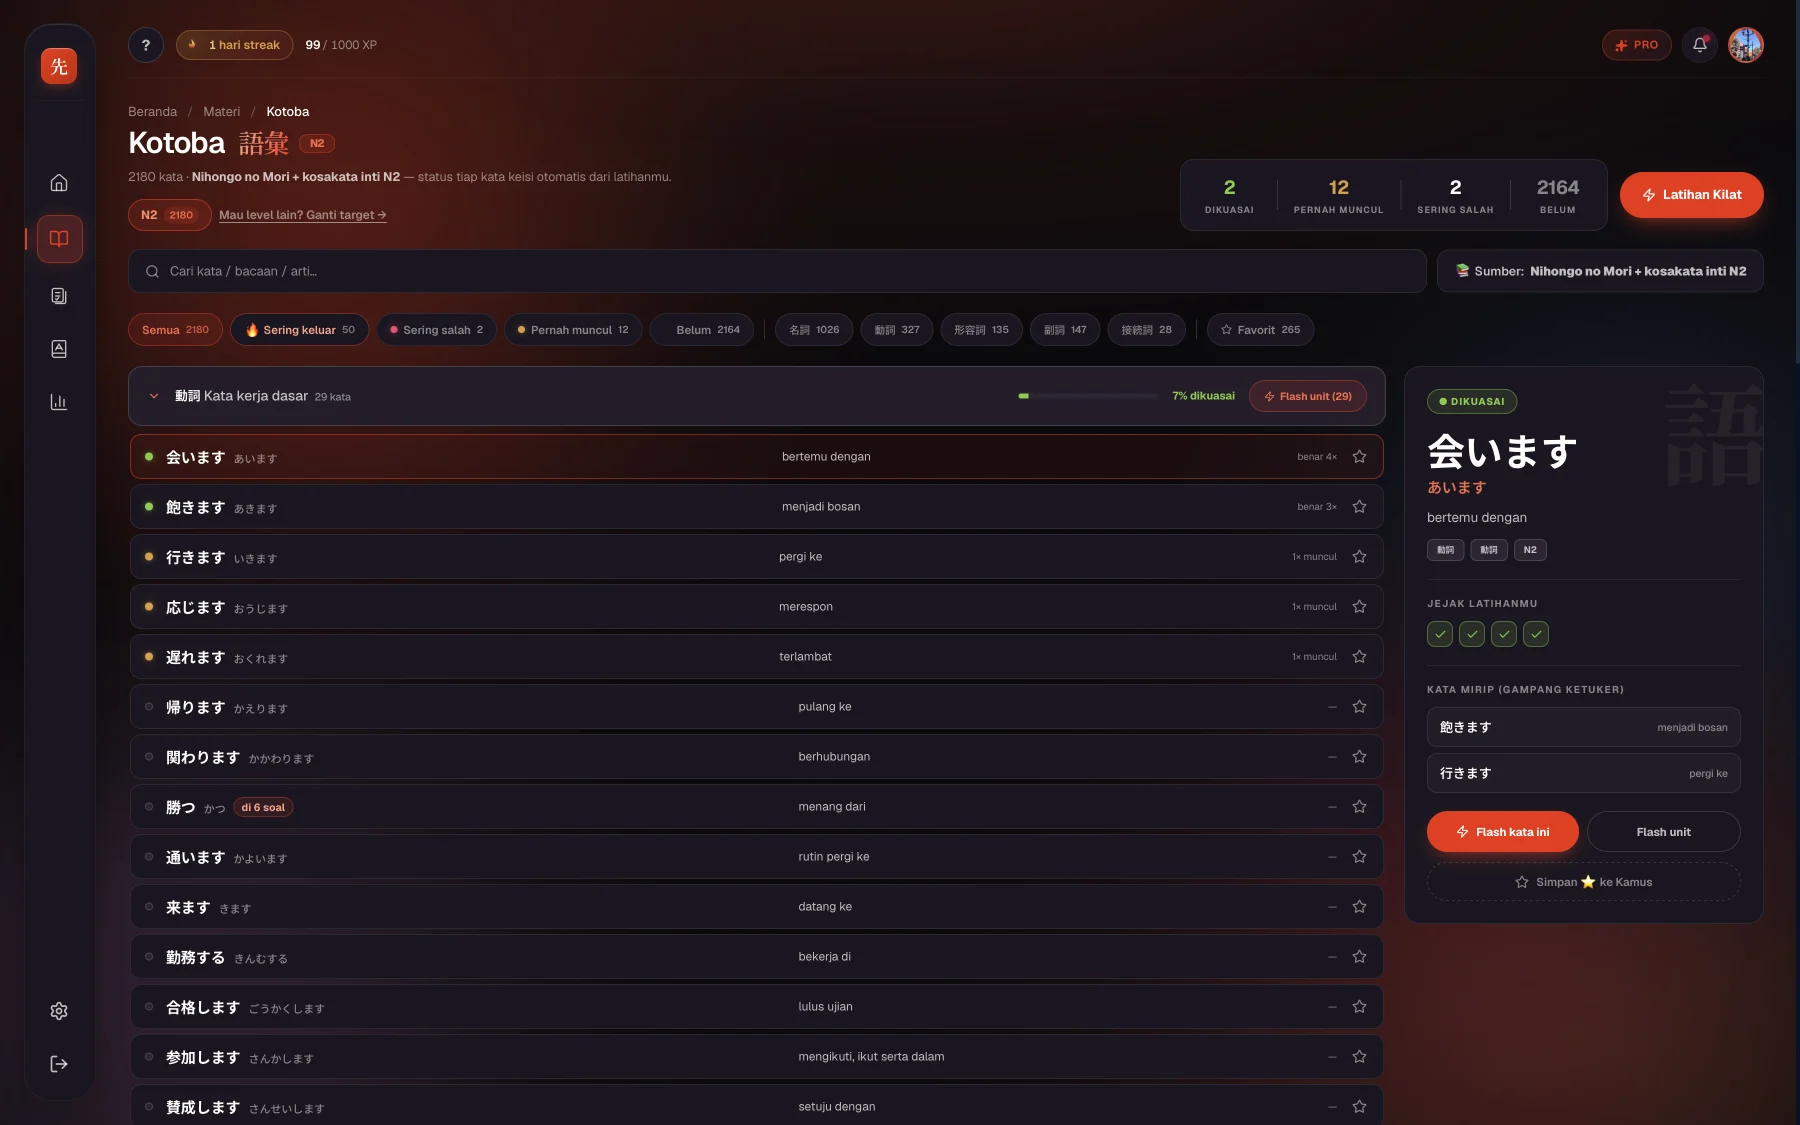 先
?
1 hari streak
99 / 1000 XP
PRO
Beranda / Materi / Kotoba
Kotoba 語彙 N2
2180 kata · Nihongo no Mori + kosakata inti N2 — status tiap kata keisi otomatis dari latihanmu.
N2 2180 Mau level lain? Ganti target →
2 DIKUASAI
12 PERNAH MUNCUL
2 SERING SALAH
2164 BELUM
Latihan Kilat
Cari kata / bacaan / arti...
Sumber: Nihongo no Mori + kosakata inti N2
Semua 2180
Sering keluar 50
Sering salah 2
Pernah muncul 12
Belum 2164
名詞 1026
動詞 327
形容詞 135
副詞 147
接続詞 28
Favorit 265
動詞 Kata kerja dasar 29 kata
7% dikuasai
Flash unit (29)
会います あいます bertemu dengan benar 4×
飽きます あきます menjadi bosan benar 3×
行きます いきます pergi ke 1× muncul
応じます おうじます merespon 1× muncul
遅れます おくれます terlambat 1× muncul
帰ります かえります pulang ke —
関わります かかわります berhubungan —
勝つ かつ di 6 soal menang dari —
通います かよいます rutin pergi ke —
来ます きます datang ke —
勤務する きんむする bekerja di —
合格します ごうかくします lulus ujian —
参加します さんかします mengikuti, ikut serta dalam —
賛成します さんせいします setuju dengan —
DIKUASAI
語
会います
あいます
bertemu dengan
動詞 動詞 N2
JEJAK LATIHANMU
KATA MIRIP (GAMPANG KETUKER)
飽きます menjadi bosan
行きます pergi ke
Flash kata ini
Flash unit
Simpan ⭐ ke Kamus